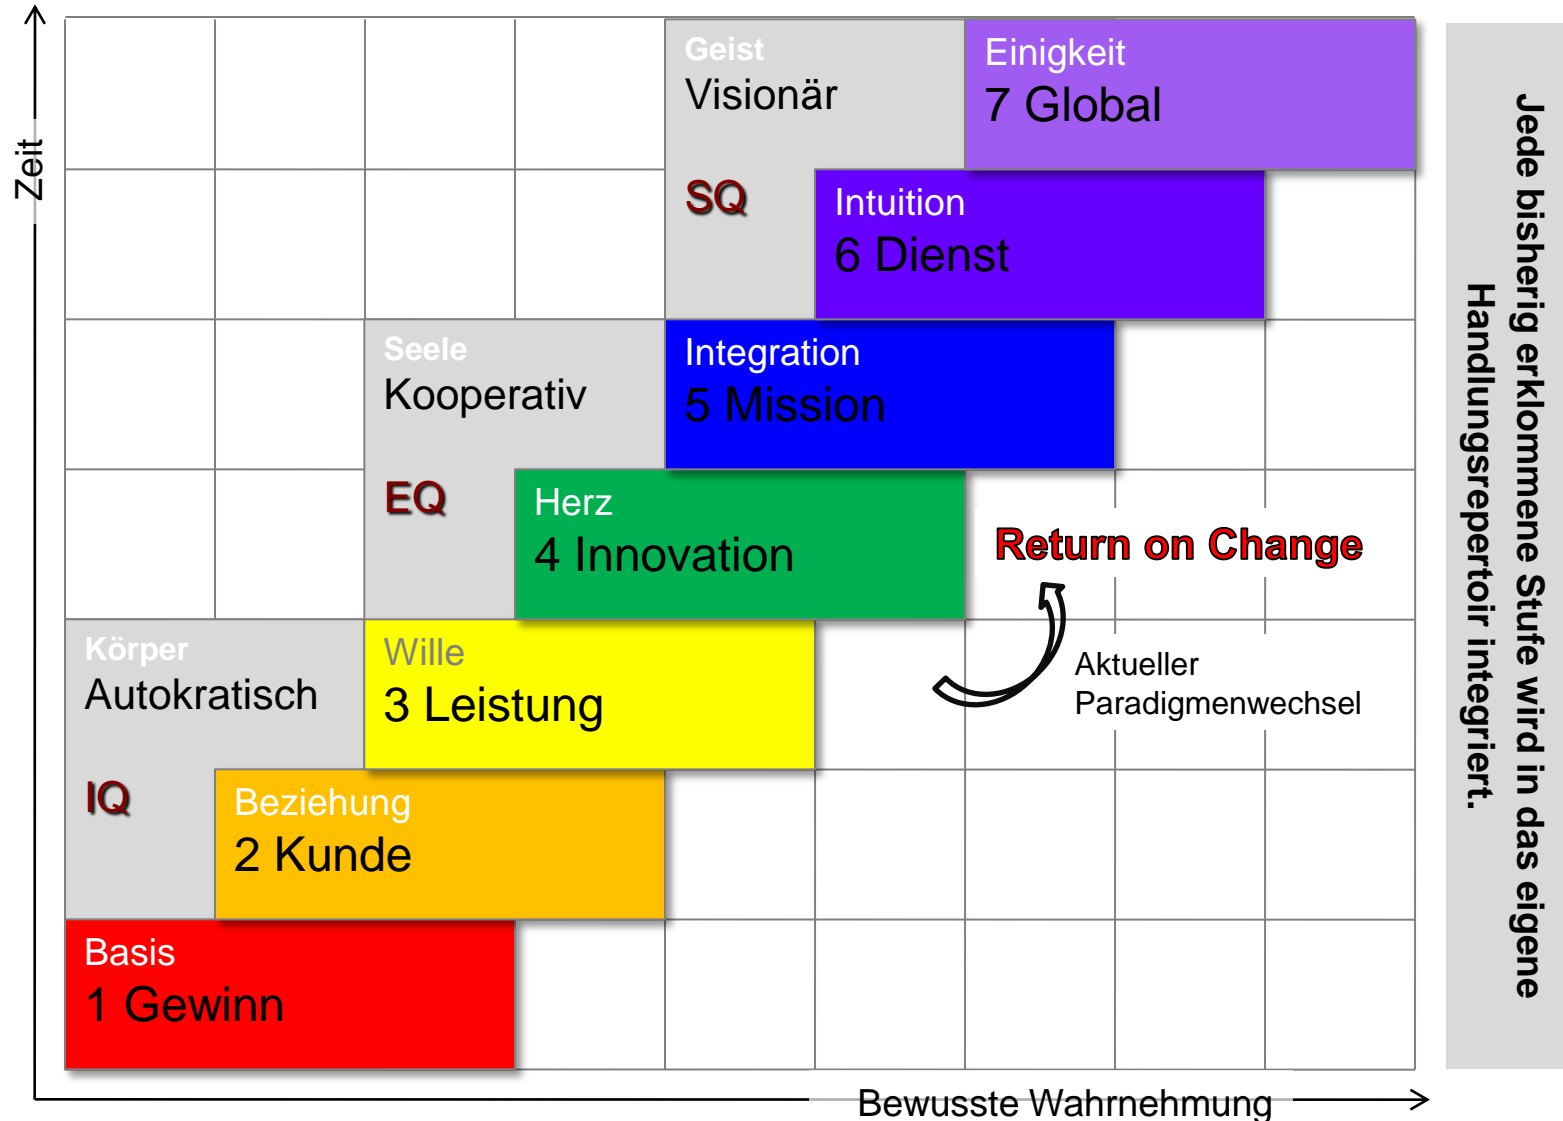 Zeit
Geist
Visionär
SQ
Einigkeit
7 Global
Intuition
6 Dienst
Seele
Kooperativ
EQ
Integration
5 Mission
Herz
4 Innovation
Return on Change
Aktueller
Paradigmenwechsel
Körper
Autokratisch
IQ
Wille
3 Leistung
Beziehung
2 Kunde
Basis
1 Gewinn
Bewusste Wahrnehmung
Jede bisherig erklommene Stufe wird in das eigene
Handlungsrepertoir integriert.